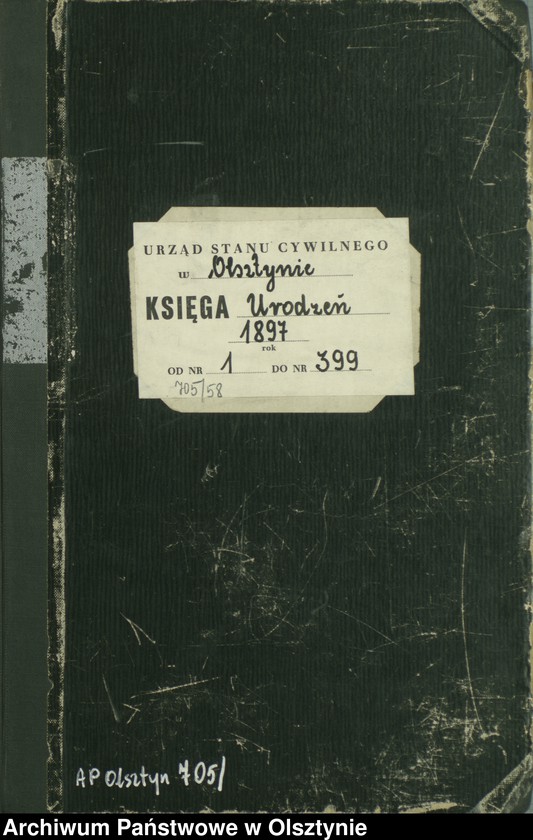 URZĄD STANU CYWILNEGO
w Olsztynie
KSIĘGA Urodzeń
1897
rok
OD NR 1 DO NR 399
705/58
AP Olsztyn 705/
Archiwum Państwowe w Olsztynie